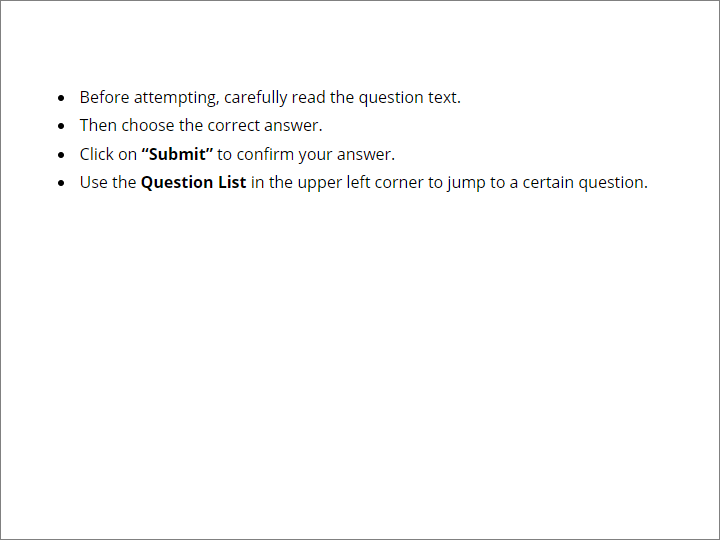 • Before attempting, carefully read the question text.
• Then choose the correct answer.
• Click on “Submit” to confirm your answer.
• Use the Question List in the upper left corner to jump to a certain question.